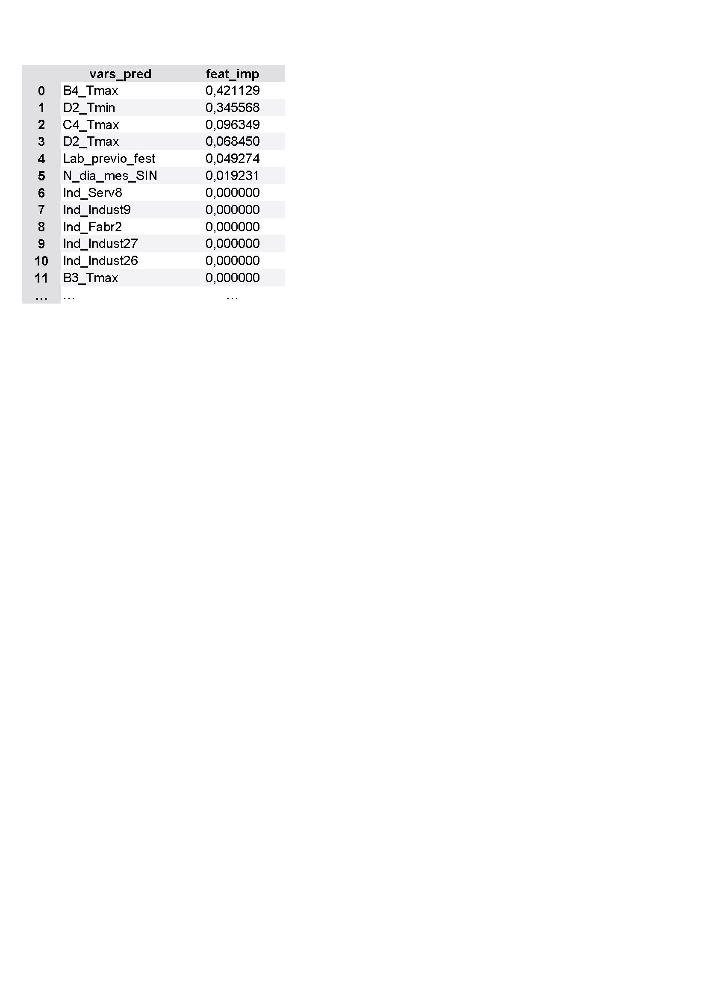 vars_pred feat_imp
0 B4_Tmax 0,421129
1 D2_Tmin 0,345568
2 C4_Tmax 0,096349
3 D2_Tmax 0,068450
4 Lab_previo_fest 0,049274
5 N_dia_mes_SIN 0,019231
6 Ind_Serv8 0,000000
7 Ind_Indust9 0,000000
8 Ind_Fabr2 0,000000
9 Ind_Indust27 0,000000
10 Ind_Indust26 0,000000
11 B3_Tmax 0,000000
... ... ...